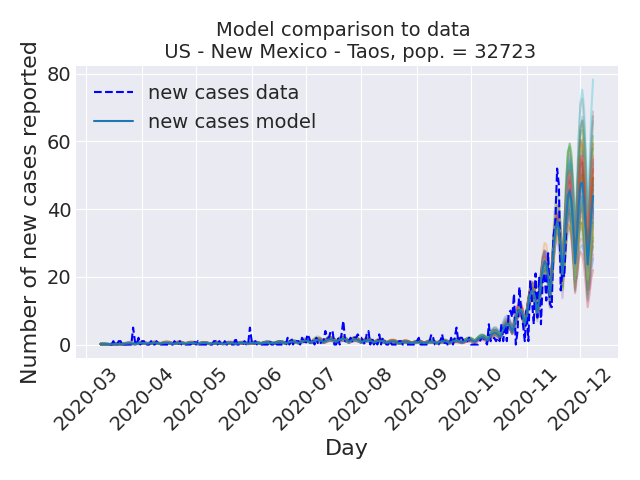 Model comparison to data
US - New Mexico - Taos, pop. = 32723
Number of new cases reported
80
60
40
20
0
new cases data
new cases model
2020-03
2020-04
2020-05
2020-06
2020-07
2020-08
2020-09
2020-10
2020-11
2020-12
Day